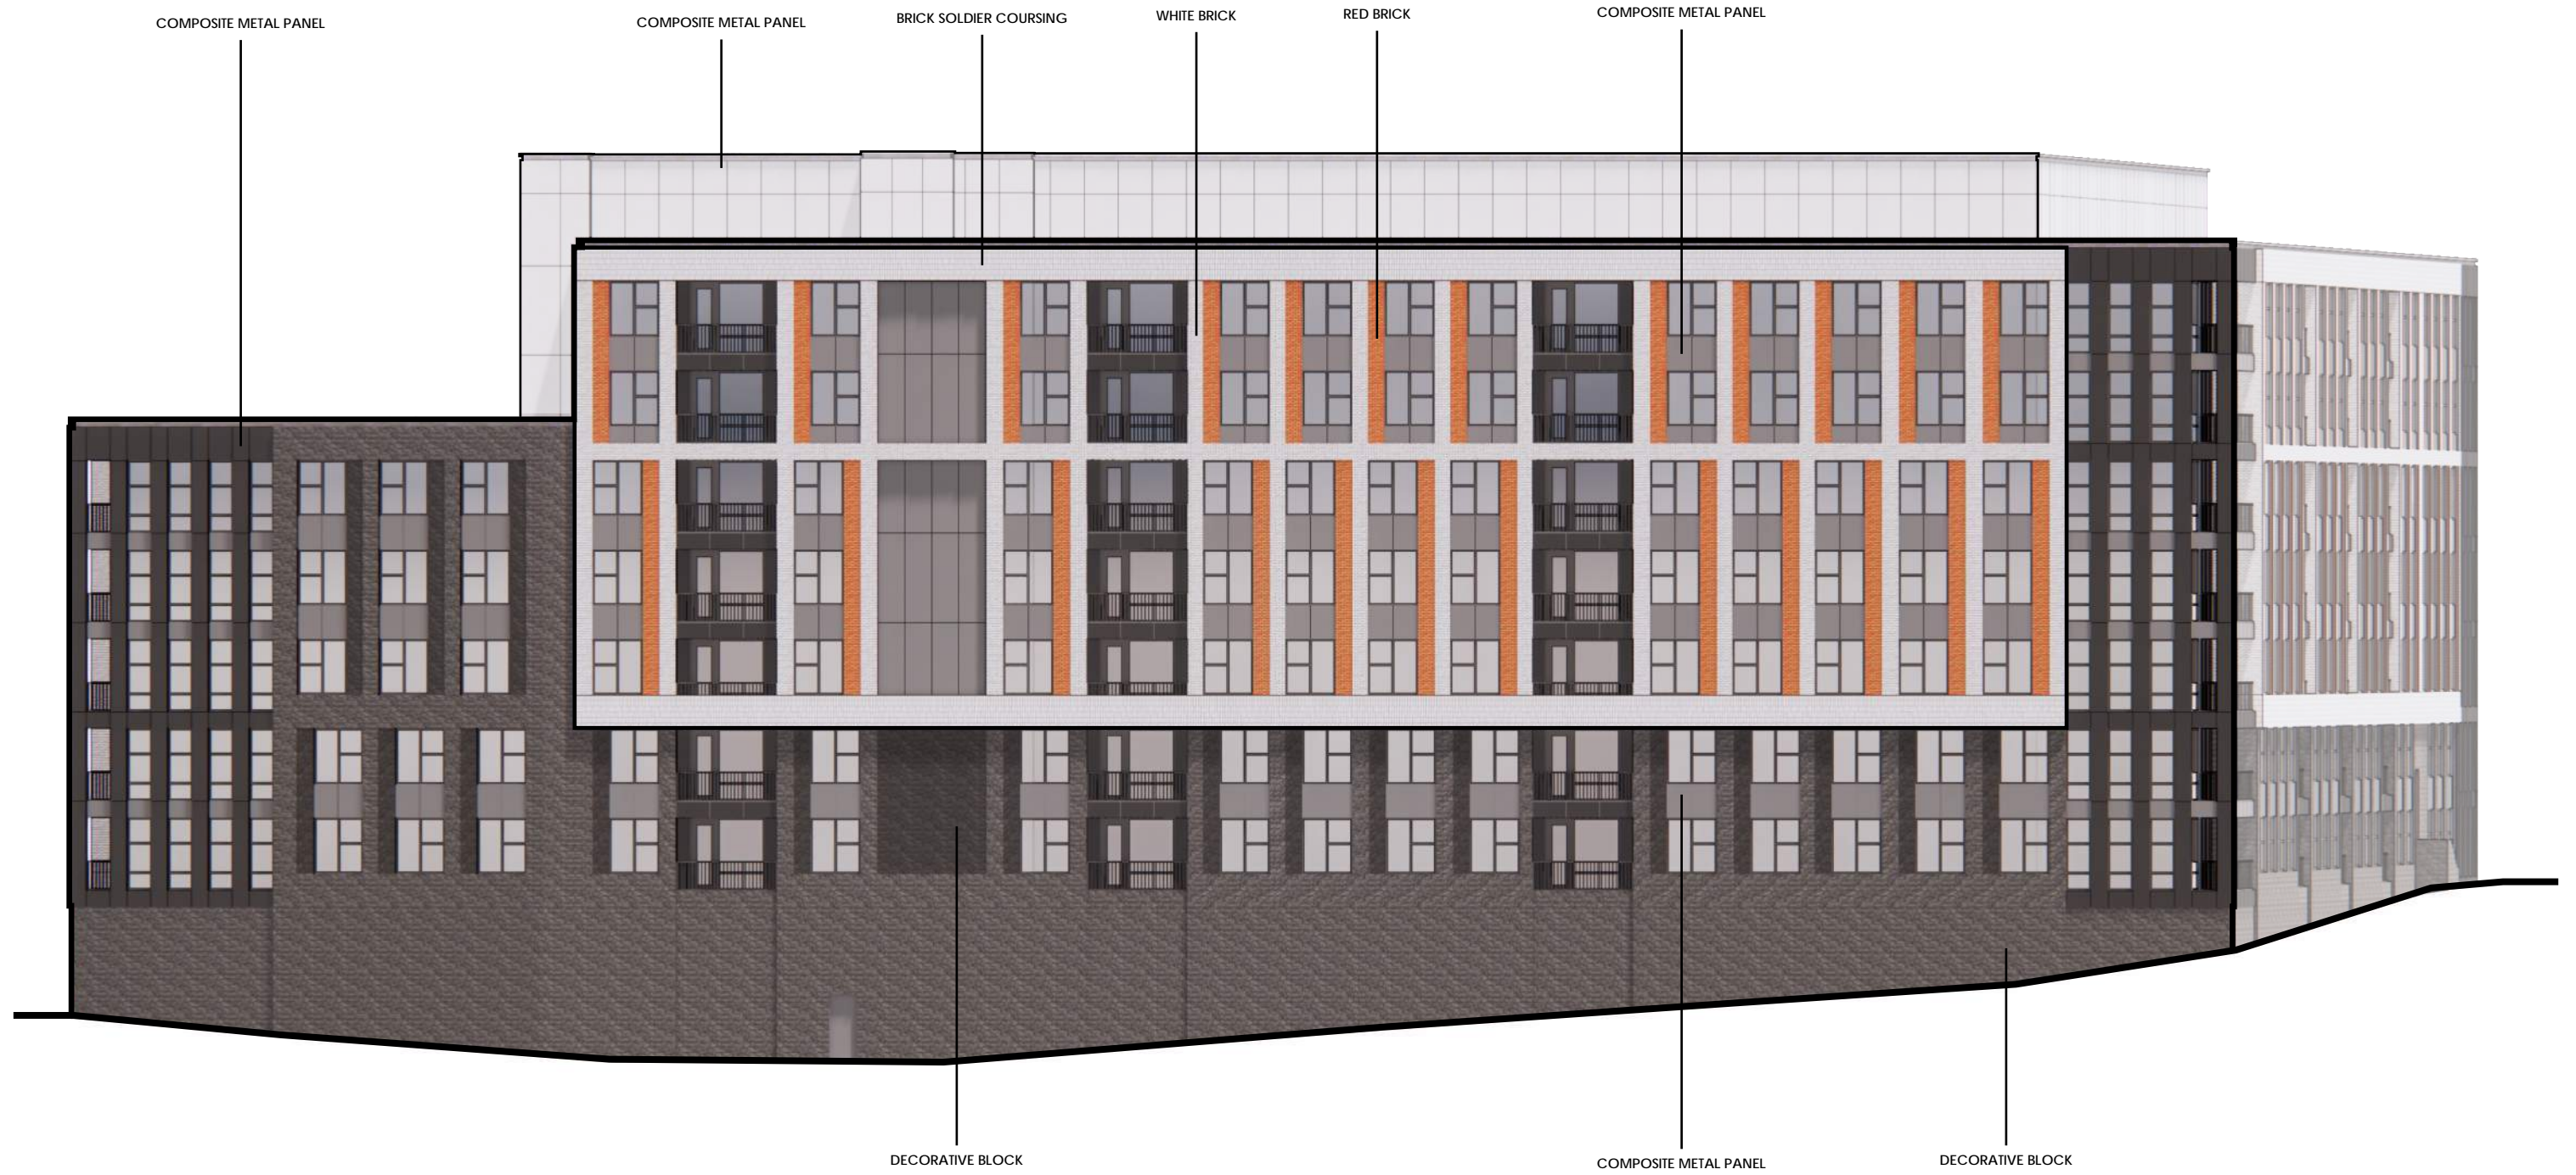 COMPOSITE METAL PANEL
COMPOSITE METAL PANEL
BRICK SOLDIER COURSING
WHITE BRICK
RED BRICK
COMPOSITE METAL PANEL
DECORATIVE BLOCK
COMPOSITE METAL PANEL
DECORATIVE BLOCK